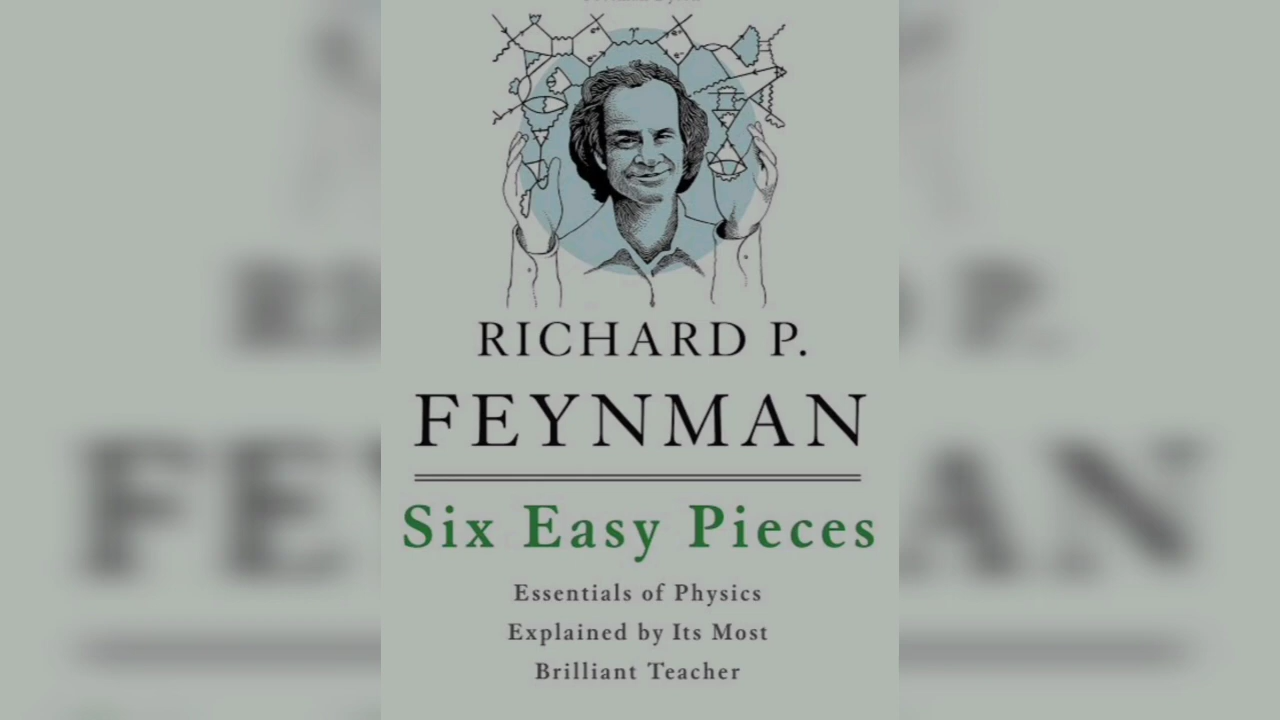 RICHARD P.
FEYNMAN
Six Easy Pieces
Essentials of Physics
Explained by Its Most
Brilliant Teacher